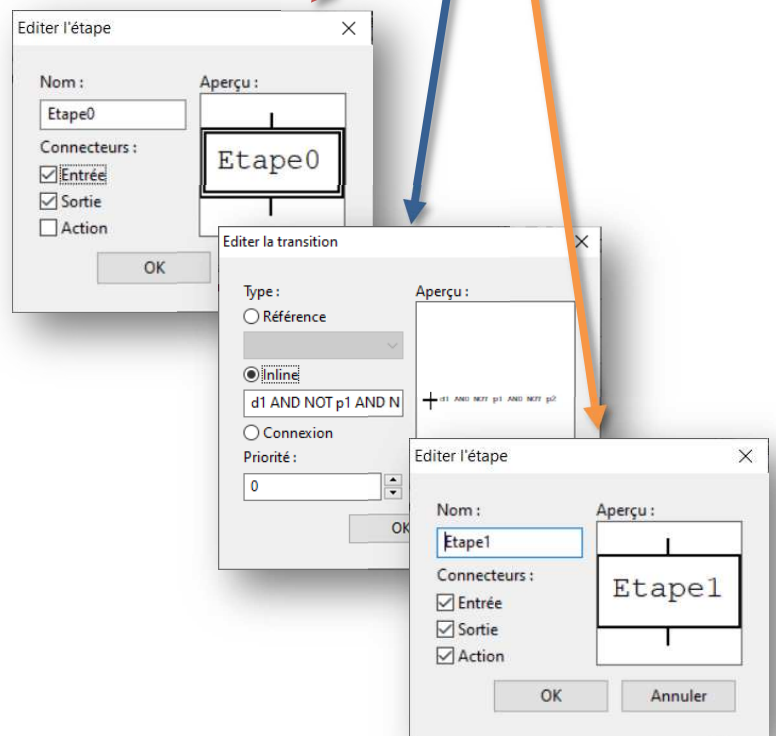 Editer l'étape
Nom :
Aperçu :
Etape0
Etape0
Connecteurs :
Entrée
Sortie
Action
OK
Editer la transition
Type :
Aperçu :
Référence
Inline
d1 AND NOT p1 AND N
d1 AND NOT p1 AND NOT p2
Connexion
Priorité :
0
OK
Editer l'étape
Nom :
Aperçu :
Etape1
Etape1
Connecteurs :
Entrée
Sortie
Action
OK
Annuler